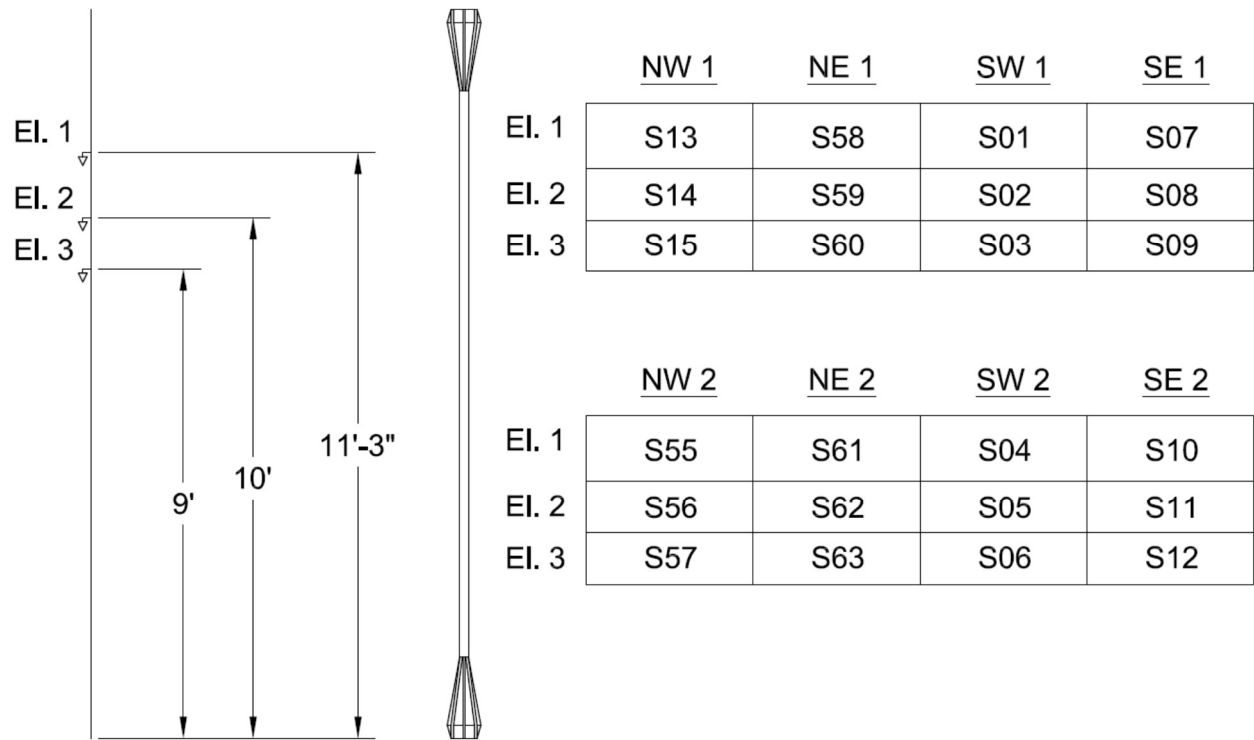 El. 1
El. 2
El. 3
9'
10'
11'-3"
NW 1 NE 1 SW 1 SE 1
El. 1 S13 S58 S01 S07
El. 2 S14 S59 S02 S08
El. 3 S15 S60 S03 S09
NW 2 NE 2 SW 2 SE 2
El. 1 S55 S61 S04 S10
El. 2 S56 S62 S05 S11
El. 3 S57 S63 S06 S12